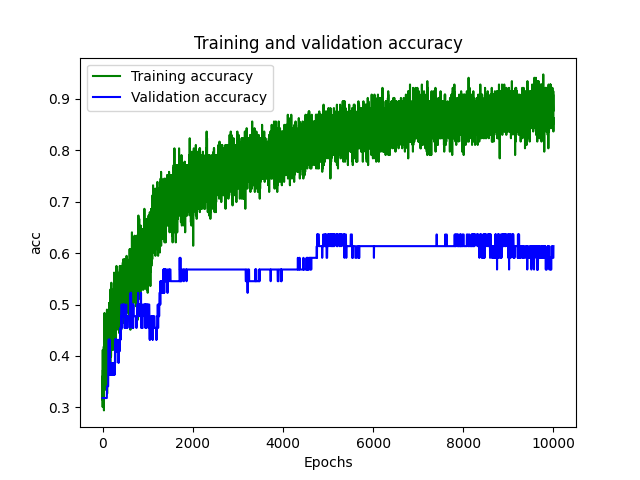 Training and validation accuracy
Training accuracy
Validation accuracy
acc
0.9
0.8
0.7
0.6
0.5
0.4
0.3
0 2000 4000 6000 8000 10000
Epochs